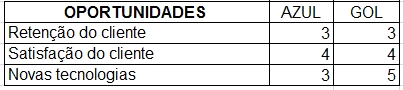 OPORTUNIDADES AZUL GOL
Retenção do cliente 3 3
Satisfação do cliente 4 4
Novas tecnologias 3 5